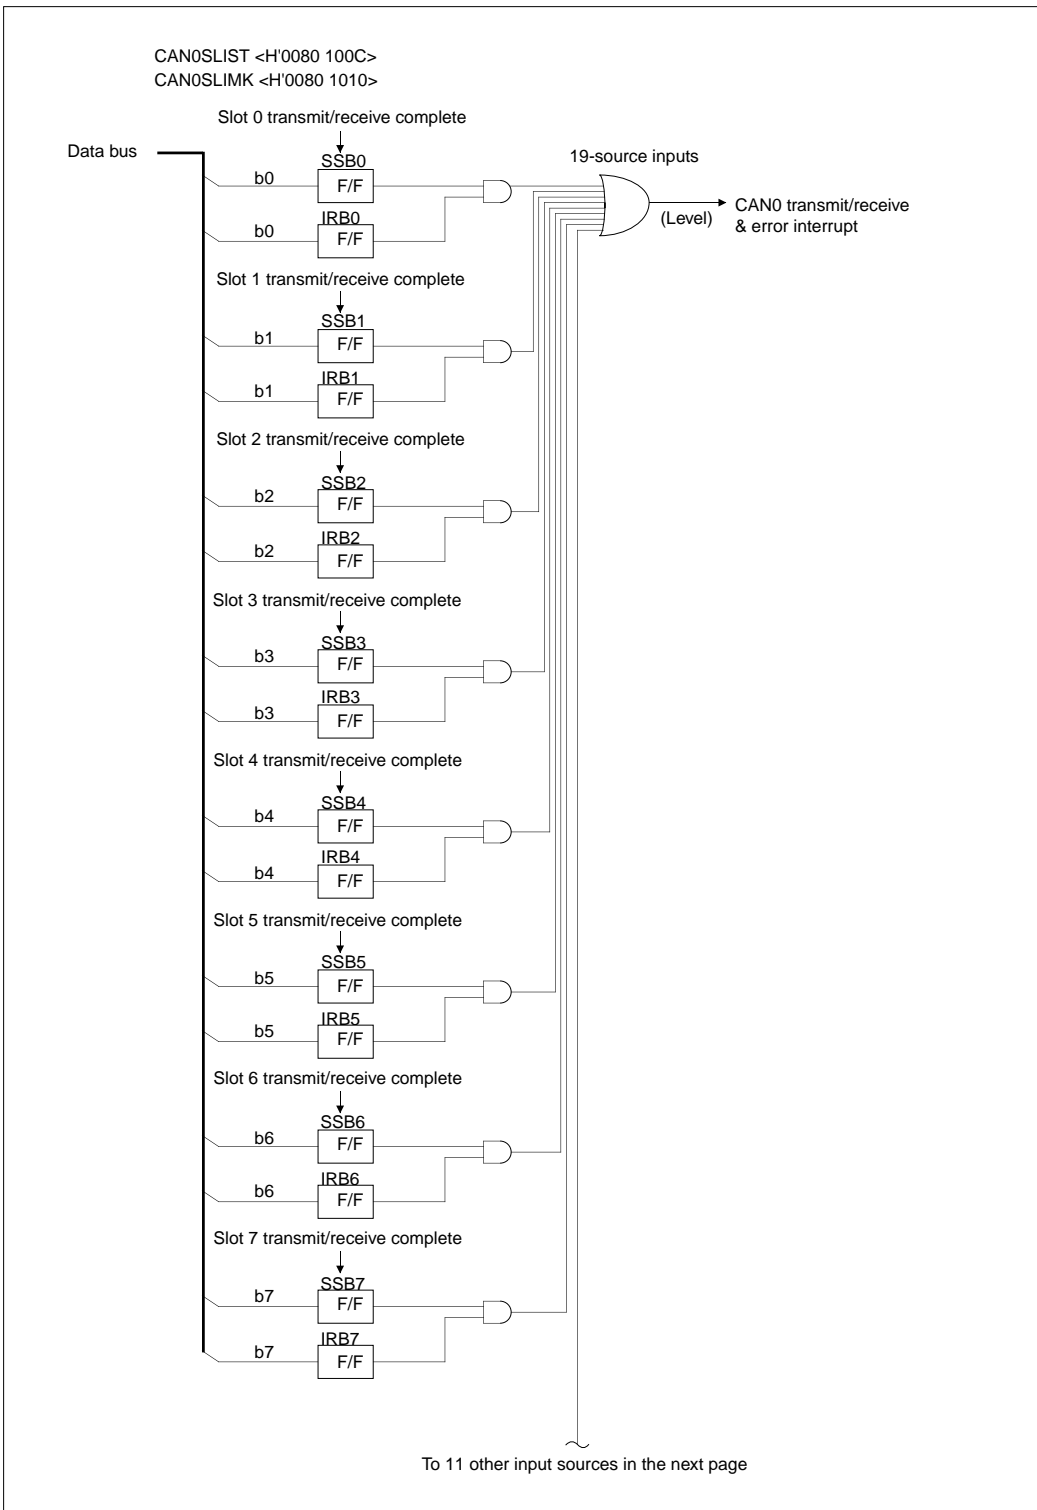 CAN0SLIST <H'0080 100C>
CAN0SLIMK <H'0080 1010>
Slot 0 transmit/receive complete
Data bus
19-source inputs
SSB0
b0
F/F
(Level)
CAN0 transmit/receive
& error interrupt
IRB0
b0
F/F
Slot 1 transmit/receive complete
SSB1
b1
F/F
IRB1
b1
F/F
Slot 2 transmit/receive complete
SSB2
b2
F/F
IRB2
b2
F/F
Slot 3 transmit/receive complete
SSB3
b3
F/F
IRB3
b3
F/F
Slot 4 transmit/receive complete
SSB4
b4
F/F
IRB4
b4
F/F
Slot 5 transmit/receive complete
SSB5
b5
F/F
IRB5
b5
F/F
Slot 6 transmit/receive complete
SSB6
b6
F/F
IRB6
b6
F/F
Slot 7 transmit/receive complete
SSB7
b7
F/F
IRB7
b7
F/F
To 11 other input sources in the next page